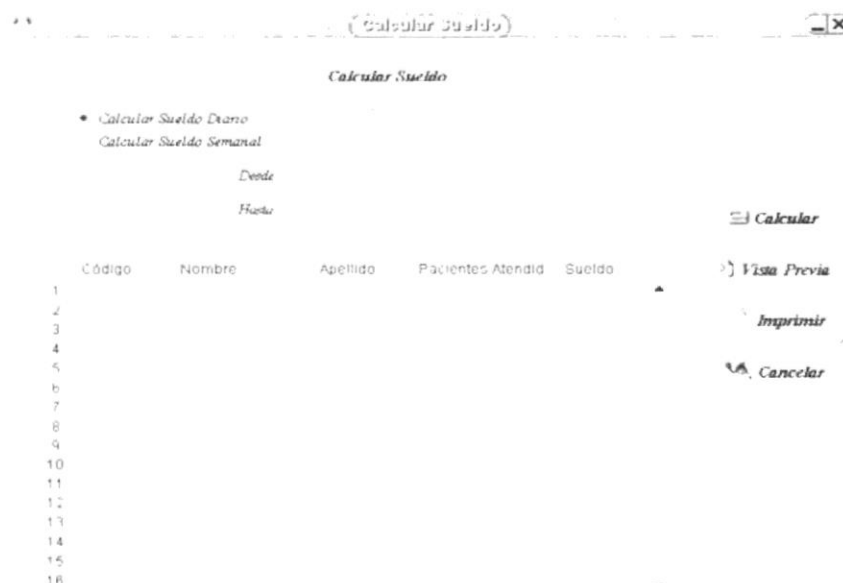 Calcular Sueldo
Calcular Sueldo
Calcular Sueldo Diario
Calcular Sueldo Semanal
Desde
Hasta
Calcular
Código Nombre Apellido Pacientes Atendid Sueldo
Vista Previa
Imprimir
Cancelar
1
2
3
4
5
6
7
8
9
10
11
12
13
14
15
16